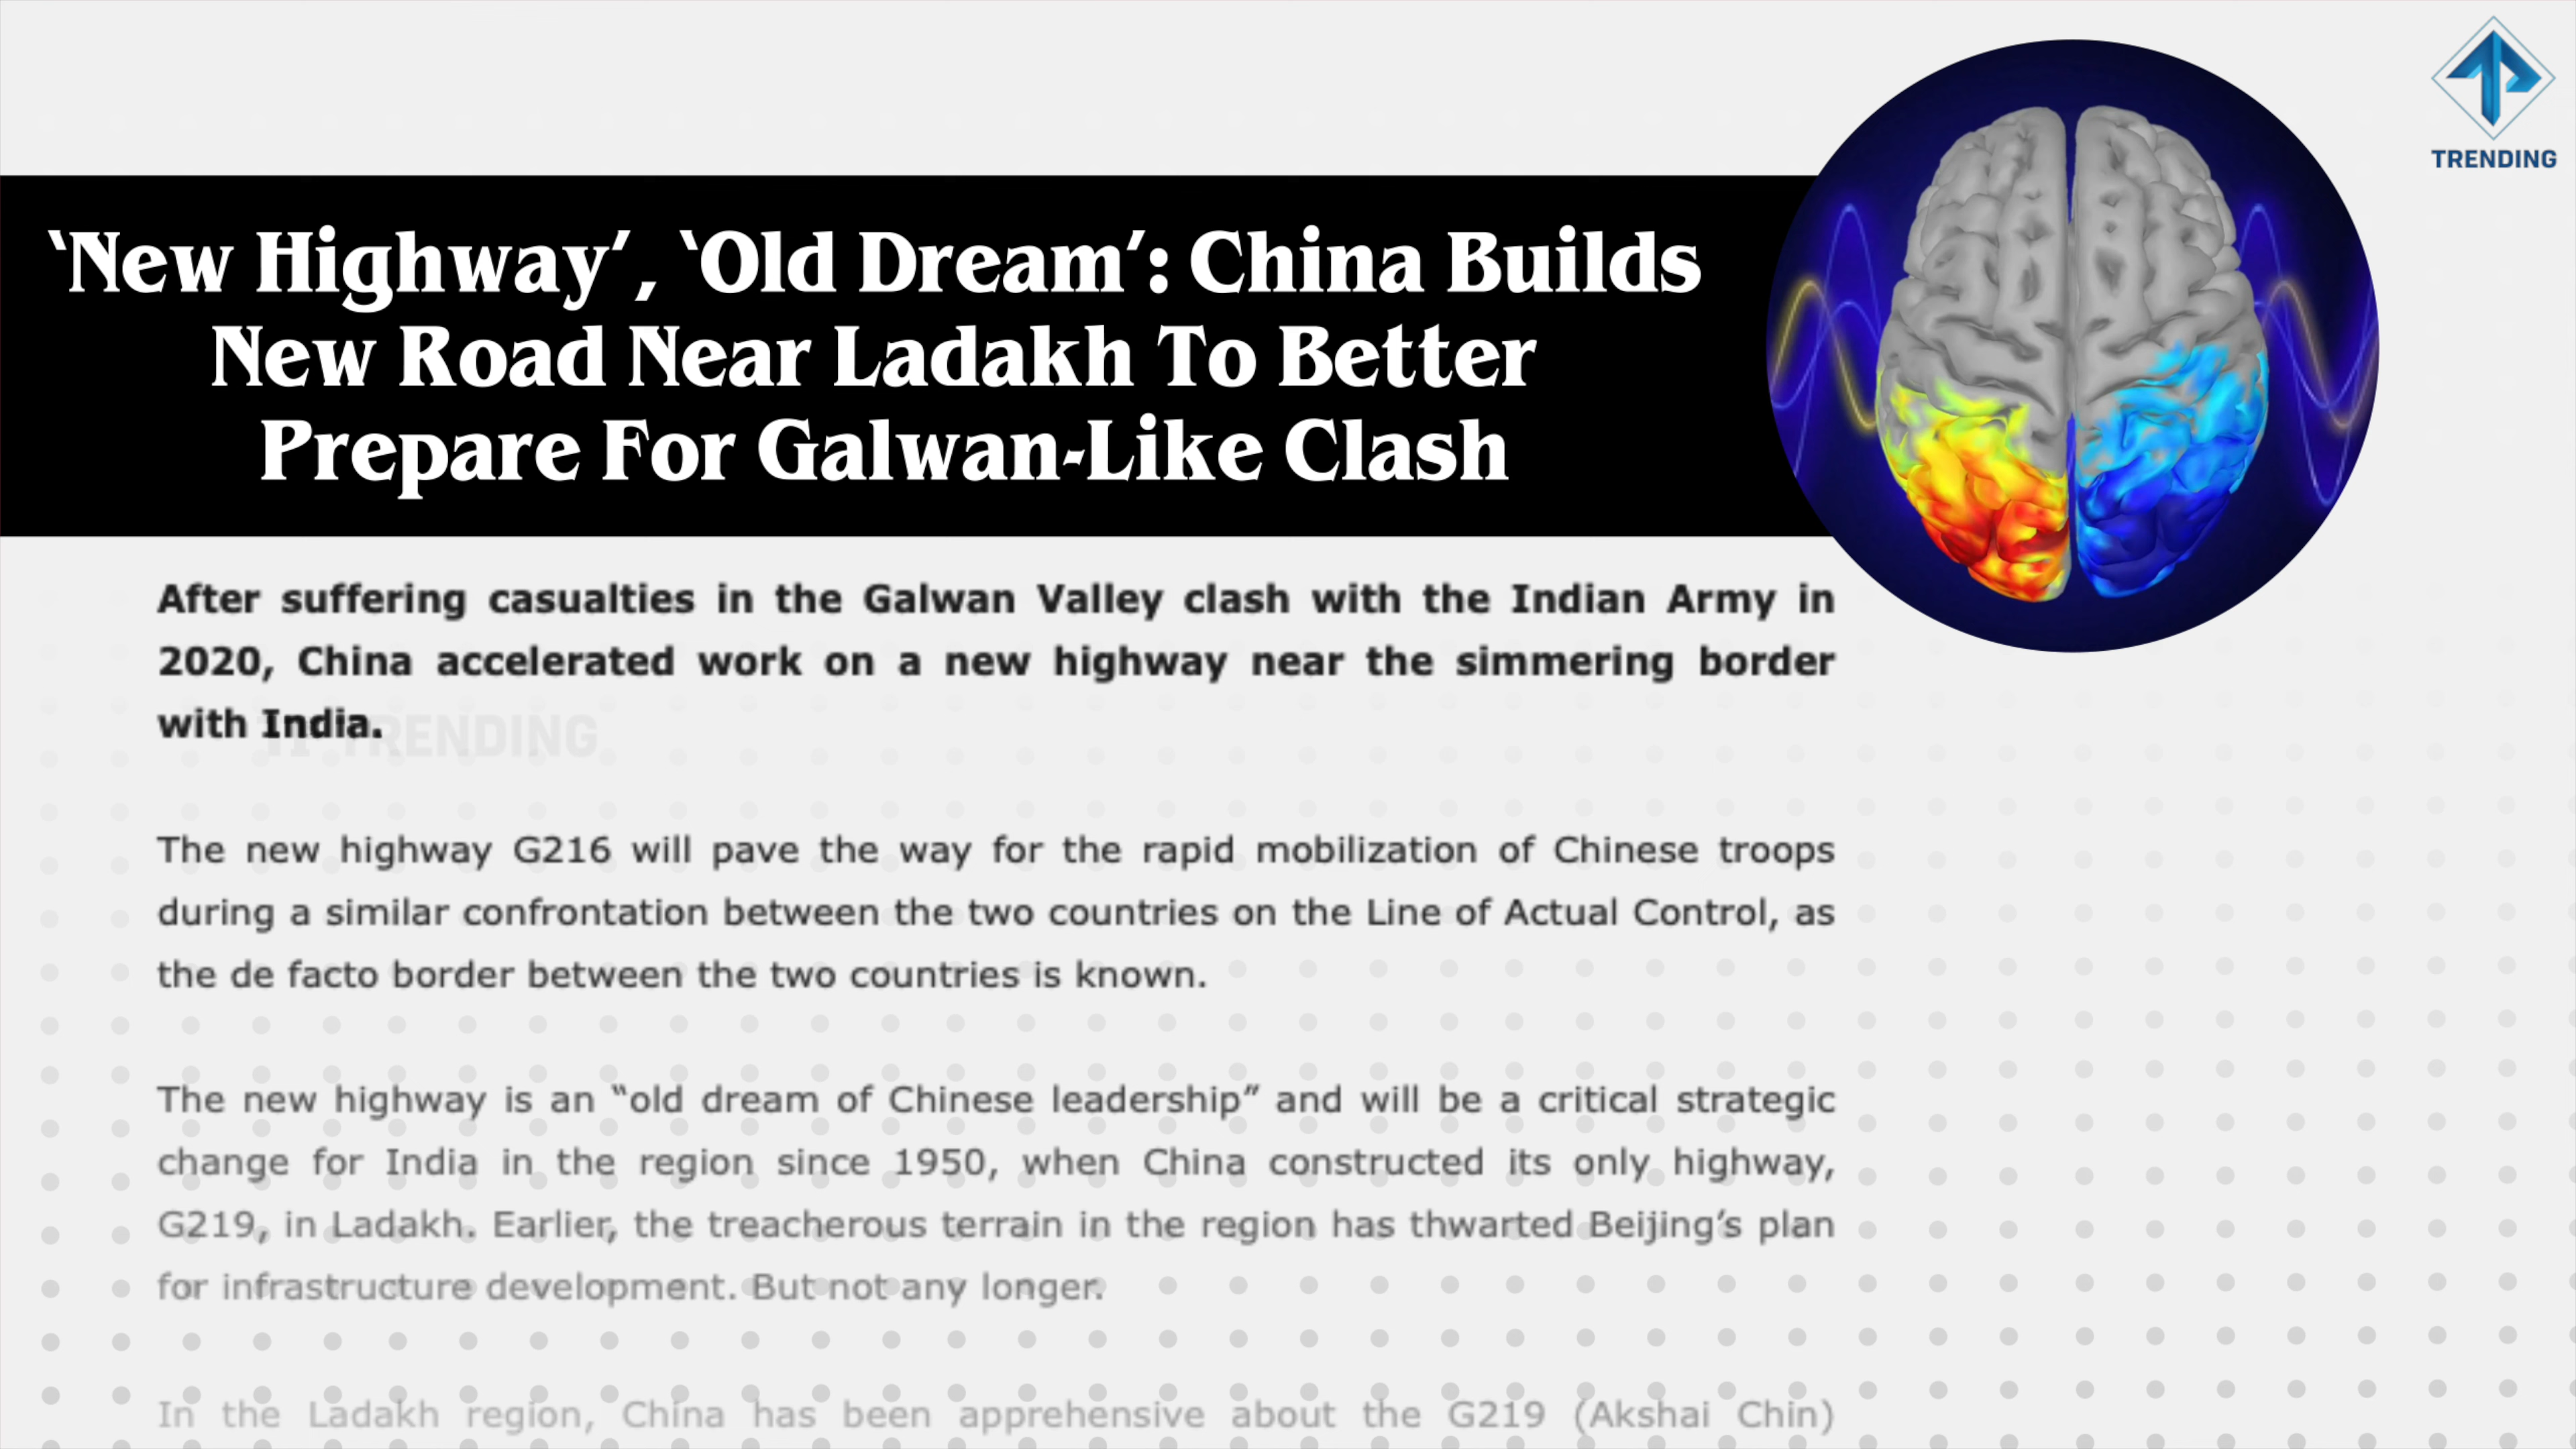 TRENDING
‘New Highway’, ‘Old Dream’: China Builds
New Road Near Ladakh To Better
Prepare For Galwan-Like Clash
After suffering casualties in the Galwan Valley clash with the Indian Army in
2020, China accelerated work on a new highway near the simmering border
with India.
TRENDING
The new highway G216 will pave the way for the rapid mobilization of Chinese troops
during a similar confrontation between the two countries on the Line of Actual Control, as
the de facto border between the two countries is known.
The new highway is an “old dream of Chinese leadership” and will be a critical strategic
change for India in the region since 1950, when China constructed its only highway,
G219, in Ladakh. Earlier, the treacherous terrain in the region has thwarted Beijing’s plan
for infrastructure development. But not any longer.
In the Ladakh region, China has been apprehensive about the G219 (Akshai Chin)